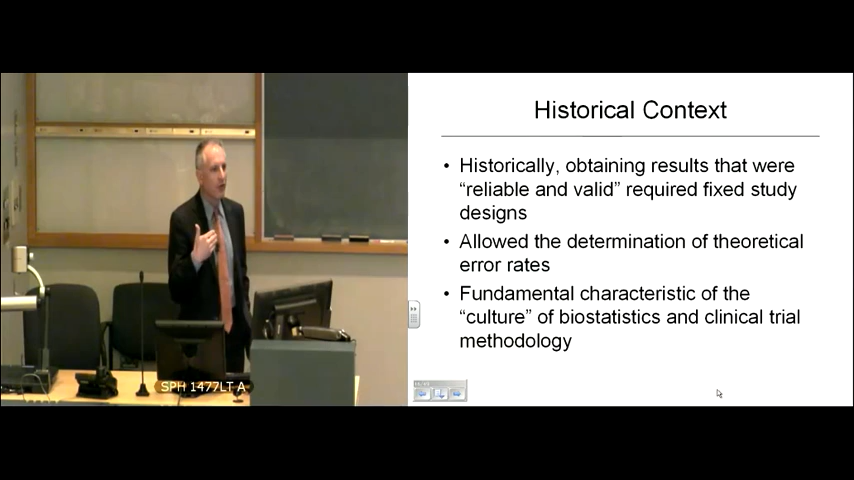 Historical Context
• Historically, obtaining results that were
“reliable and valid” required fixed study
designs
• Allowed the determination of theoretical
error rates
• Fundamental characteristic of the
“culture” of biostatistics and clinical trial
methodology
SPH 1477LT A